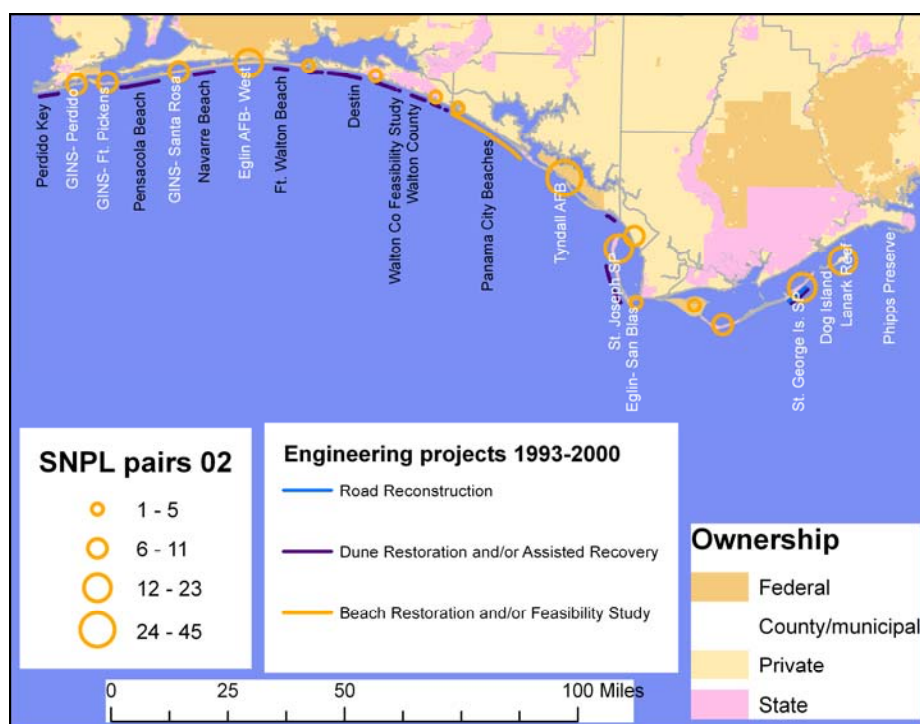 Perdido Key
GINS- Perdido
GINS- Ft. Pickens
Pensacola Beach
GINS- Santa Rosa
Navarre Beach
Eglin AFB- West
Ft. Walton Beach
Destin
Walton Co Feasibility Study
Walton County
Panama City Beaches
Tyndall AFB
St. Joseph SP
Eglin- San Blas
St. George Is. SP
Dog Island
Lanark Reef
Phipps Preserve
SNPL pairs 02
1 - 5
6 - 11
12 - 23
24 - 45
Engineering projects 1993-2000
Road Reconstruction
Dune Restoration and/or Assisted Recovery
Beach Restoration and/or Feasibility Study
Ownership
Federal
County/municipal
Private
State
0 25 50 100 Miles